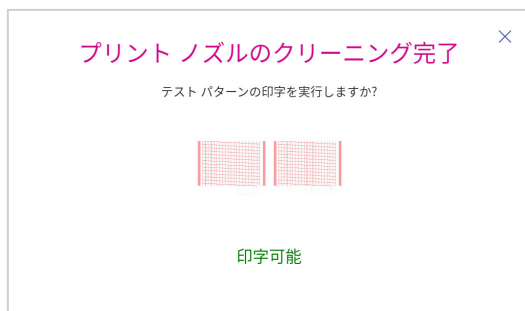 プリント ノズルのクリーニング完了
テスト パターンの印字を実行しますか?
印字可能